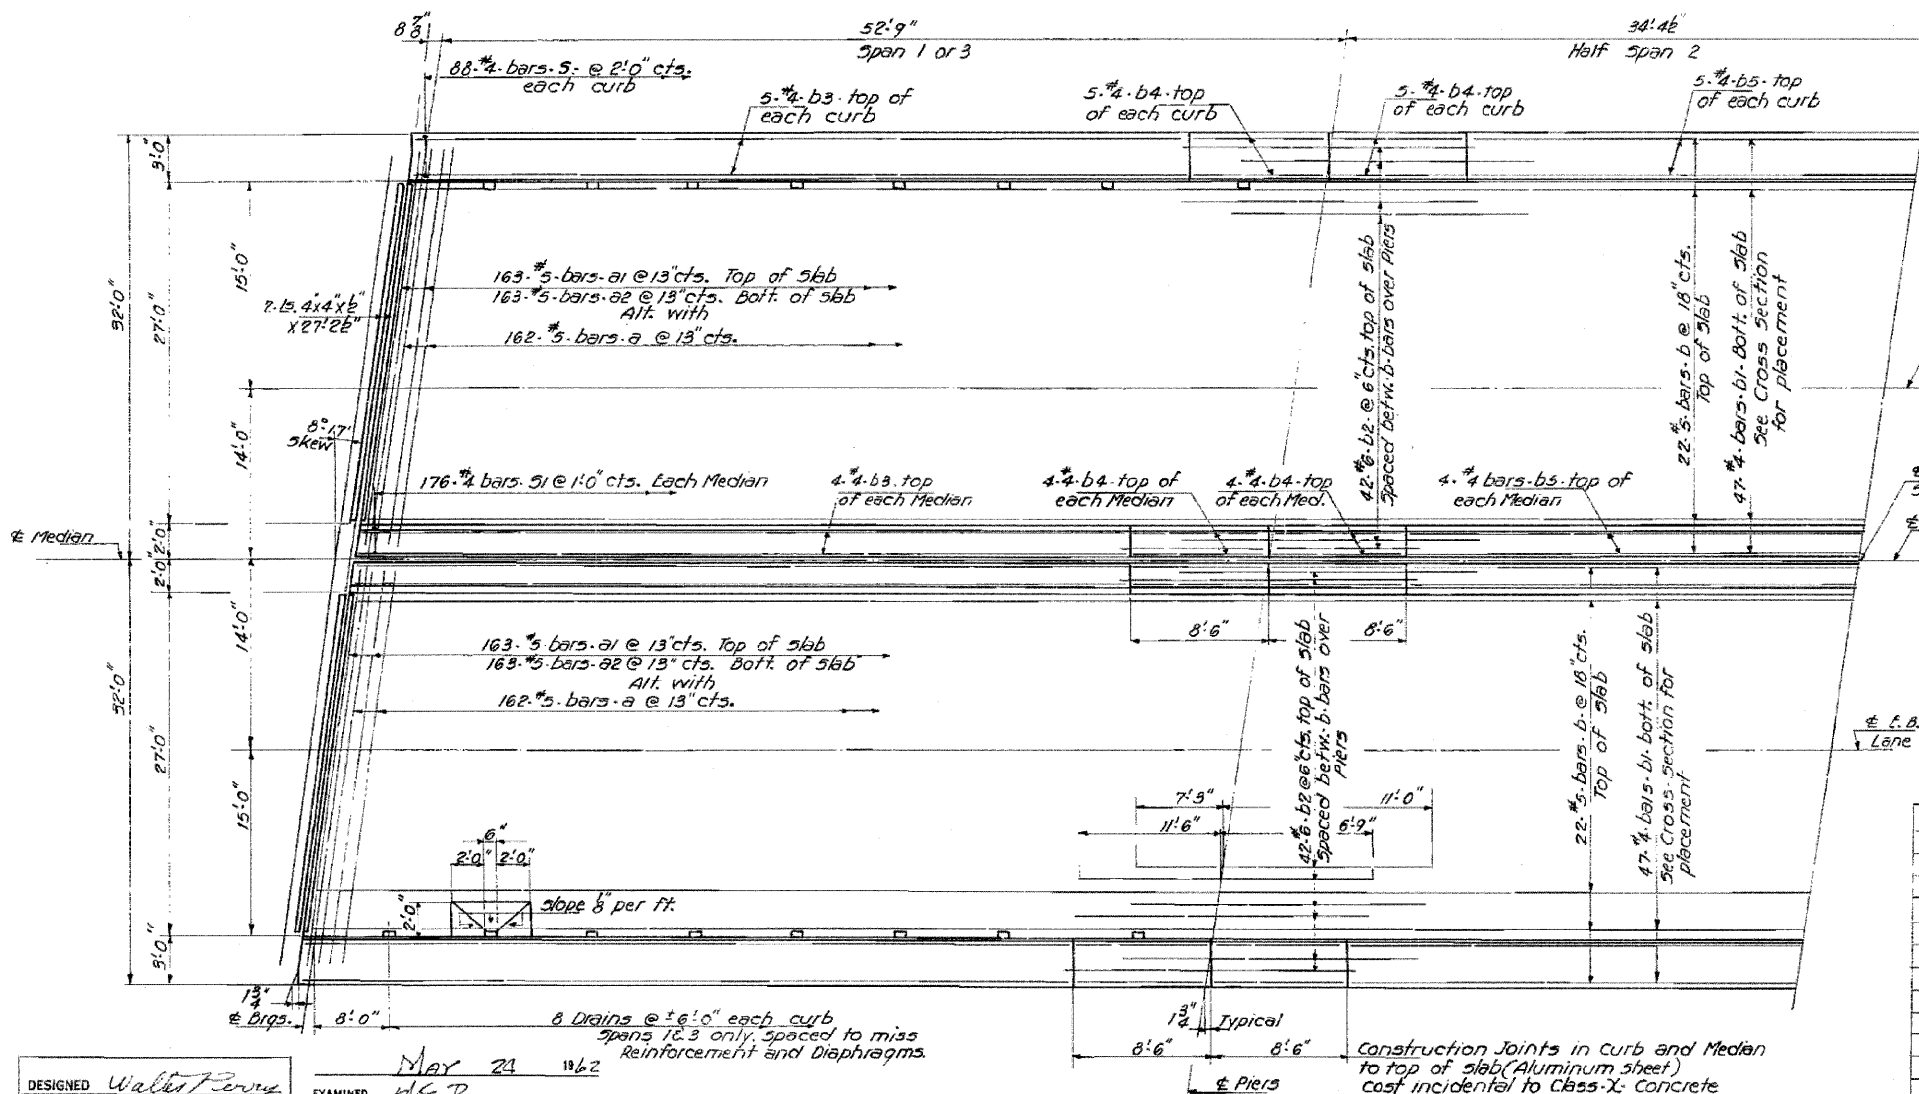 8 7/8"
52'-9"
Span 1 or 3
34'-4½"
Half Span 2
88-#4-bars-S- @ 2'-0" cts.
each curb
5-#4-b3-top of
each curb
5-#4-b4-top
of each curb
5-#4-b4-top
of each curb
5-#4-b5-top
of each curb
3'-0"
15'-0"
32'-0"
27'-0"
163-#5-bars-a1 @ 13"cts. Top of Slab
163-#5-bars-a2 @ 13"cts. Bott. of Slab
Alt. with
162-#5-bars-a @ 13"cts.
2-Ls 4"x4"x½"
x27'-2½"
42-#6-b2-@ 6"cts. top of slab
Spaced betw.-b-bars over Piers
22-#5-bars-b @ 18"cts.
Top of Slab
47-#4-bars-b1-Bott. of Slab
See Cross Section
for placement
8°-17'
Skew
14'-0"
176-#4 bars-S1 @ 1'-0" cts. Each Median
4-#4-b3-top
of each Median
4-#4-b4-top of
each Median
4-#4-b4-top
of each Med.
4-#4 bars-b5-top of
each Median
℄ Median
2'-0"
2'-0"
14'-0"
8'-6"
8'-6"
32'-0"
27'-0"
163-#5-bars-a1 @ 13"cts. Top of Slab
163-#5-bars-a2 @ 13" cts. Bott. of Slab
Alt. with
162-#5-bars-a @ 13"cts.
42-#6-b2@6"cts. top of slab
Spaced betw.-b-bars over
Piers
22-#5-bars-b-@ 18"cts.
Top of Slab
47-#4-bars-b1-bott. of Slab
See Cross-Section for
placement
℄ E.B.
Lane
15'-0"
7'-3"
11'-0"
11'-6"
6'-9"
6"
2'-0"
2'-0"
2'-0"
Slope ⅛" per ft.
3'-0"
1¾"
℄ Brgs.
8'-0"
8 Drains @ ±6'-0" each curb
Spans 1&3 only. Spaced to miss
Reinforcement and Diaphragms.
1¾"
Typical
8'-6"
8'-6"
℄ Piers
Construction Joints in Curb and Median
to top of slab (Aluminum sheet)
cost incidental to Class-X- Concrete
May 24 1962
DESIGNED Walter Perry
EXAMINED